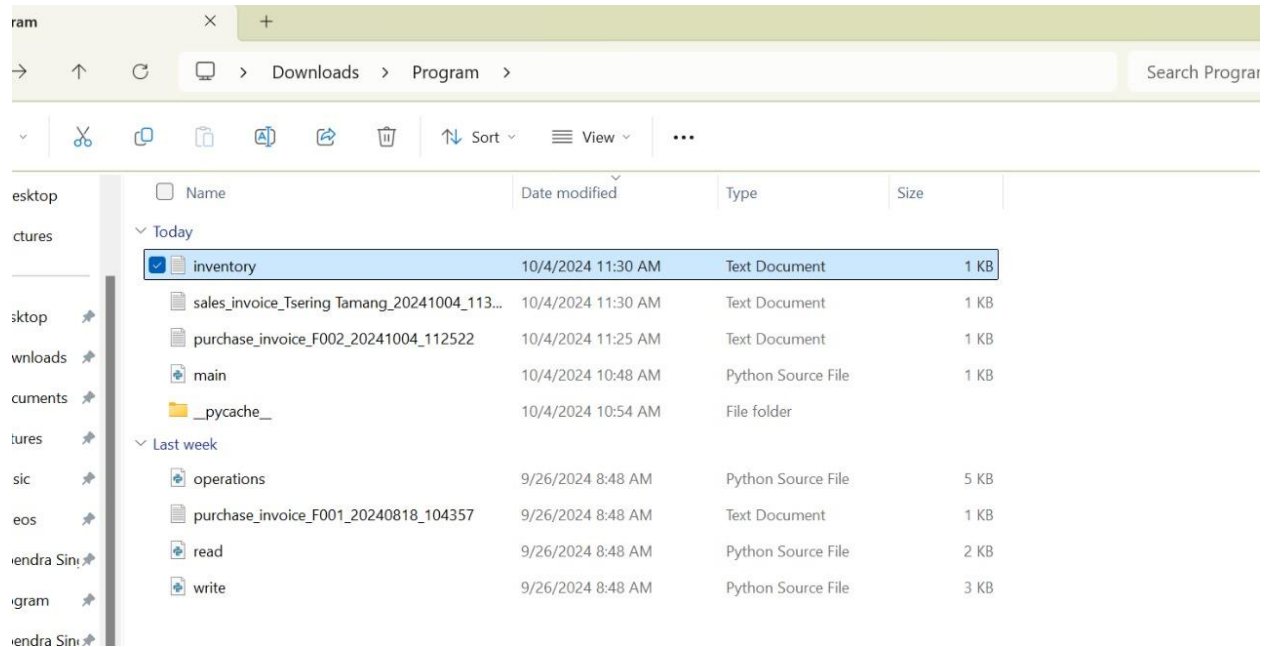 ram
Downloads > Program >
Search Progra
Sort
View
esktop
ctures
sktop
wnloads
cuments
tures
sic
eos
endra Sin
gram
endra Sin
Name Date modified Type Size
Today
inventory 10/4/2024 11:30 AM Text Document 1 KB
sales_invoice_Tsering Tamang_20241004_113... 10/4/2024 11:30 AM Text Document 1 KB
purchase_invoice_F002_20241004_112522 10/4/2024 11:25 AM Text Document 1 KB
main 10/4/2024 10:48 AM Python Source File 1 KB
__pycache__ 10/4/2024 10:54 AM File folder
Last week
operations 9/26/2024 8:48 AM Python Source File 5 KB
purchase_invoice_F001_20240818_104357 9/26/2024 8:48 AM Text Document 1 KB
read 9/26/2024 8:48 AM Python Source File 2 KB
write 9/26/2024 8:48 AM Python Source File 3 KB